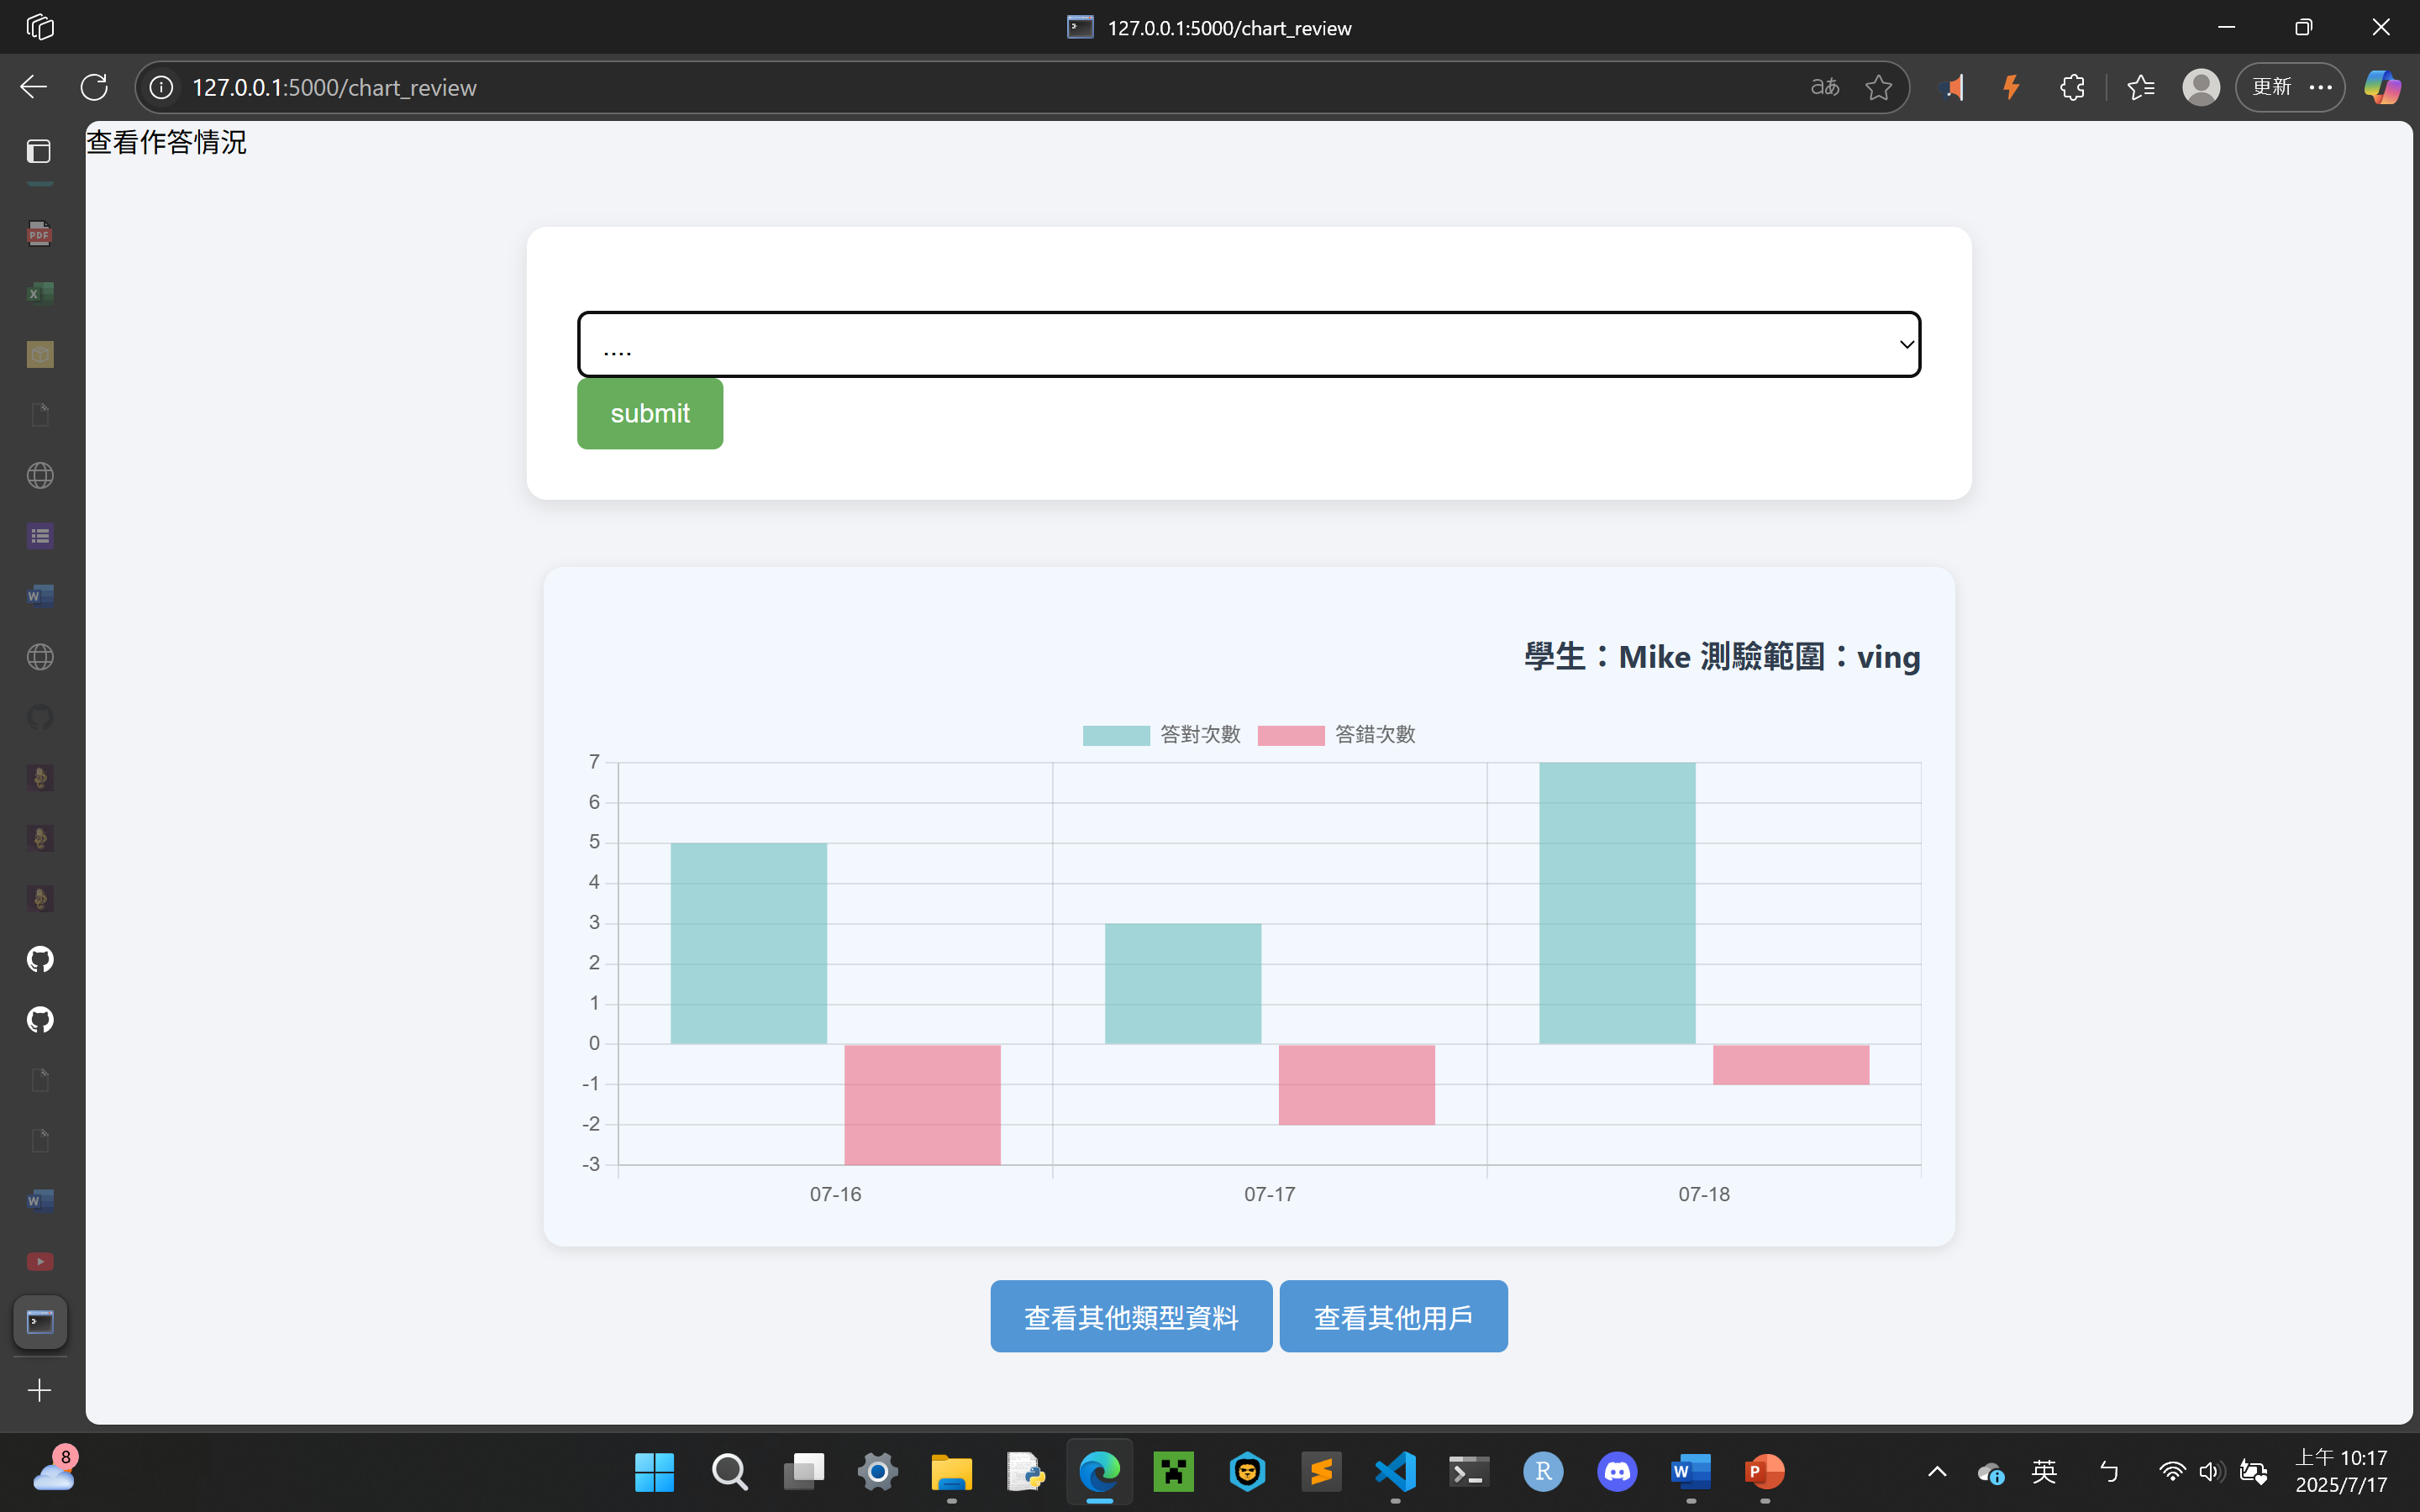 127.0.0.1:5000/chart_review
127.0.0.1:5000/chart_review
aあ
更新
查看作答情況
....
submit
學生：Mike 測驗範圍：ving
答對次數 答錯次數
7
6
5
4
3
2
1
0
-1
-2
-3
07-16 07-17 07-18
查看其他類型資料 查看其他用戶
PDF
X
W
W
8
R
W
P
英
ㄅ
上午 10:17
2025/7/17